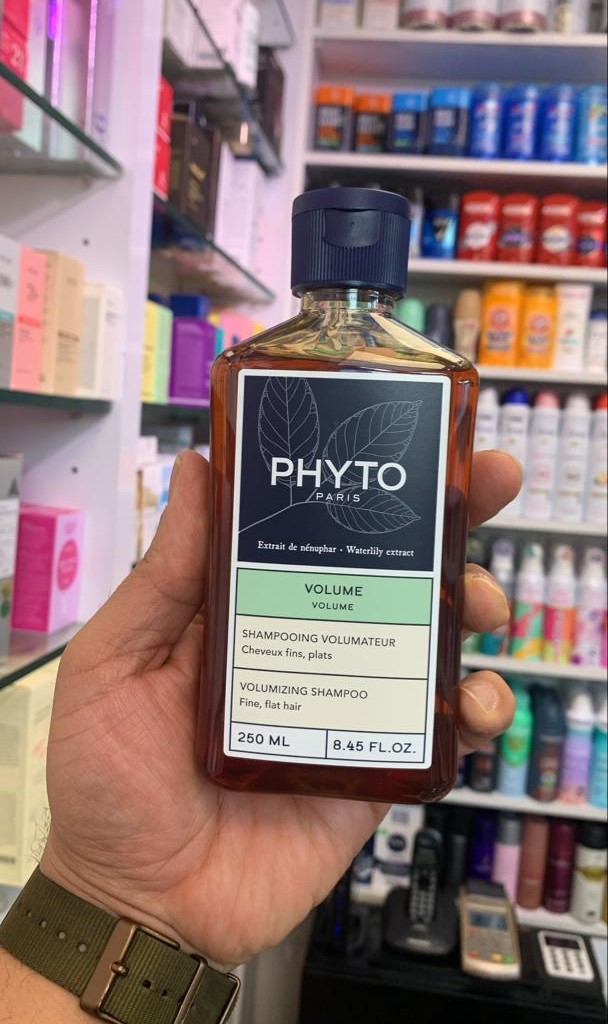 PHYTO
PARIS
Extrait de nénuphar • Waterlily extract
VOLUME
VOLUME
SHAMPOOING VOLUMATEUR
Cheveux fins, plats
VOLUMIZING SHAMPOO
Fine, flat hair
250 ML
8.45 FL.OZ.